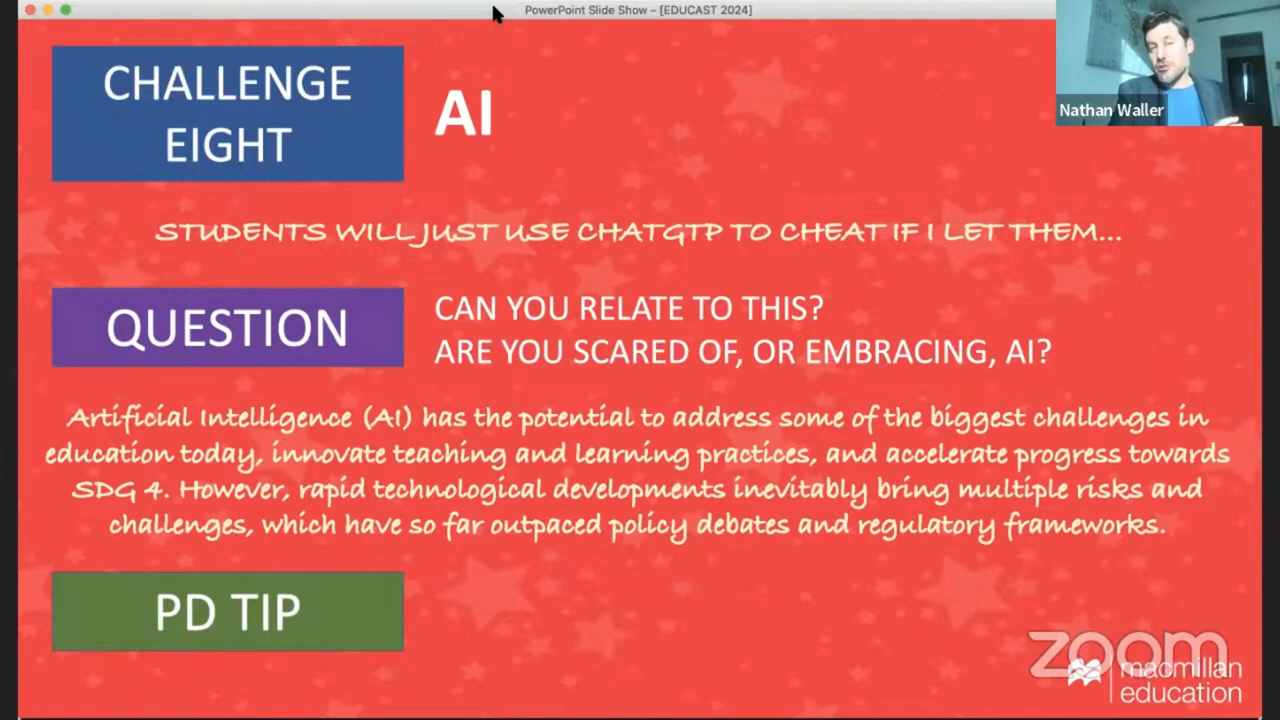 PowerPoint Slide Show – [EDUCAST 2024]
CHALLENGE
EIGHT
AI
Nathan Waller
STUDENTS WILL JUST USE CHATGTP TO CHEAT IF I LET THEM...
QUESTION
CAN YOU RELATE TO THIS?
ARE YOU SCARED OF, OR EMBRACING, AI?
Artificial Intelligence (AI) has the potential to address some of the biggest challenges in
education today, innovate teaching and learning practices, and accelerate progress towards
SDG 4. However, rapid technological developments inevitably bring multiple risks and
challenges, which have so far outpaced policy debates and regulatory frameworks.
PD TIP
zoom
macmillan
education